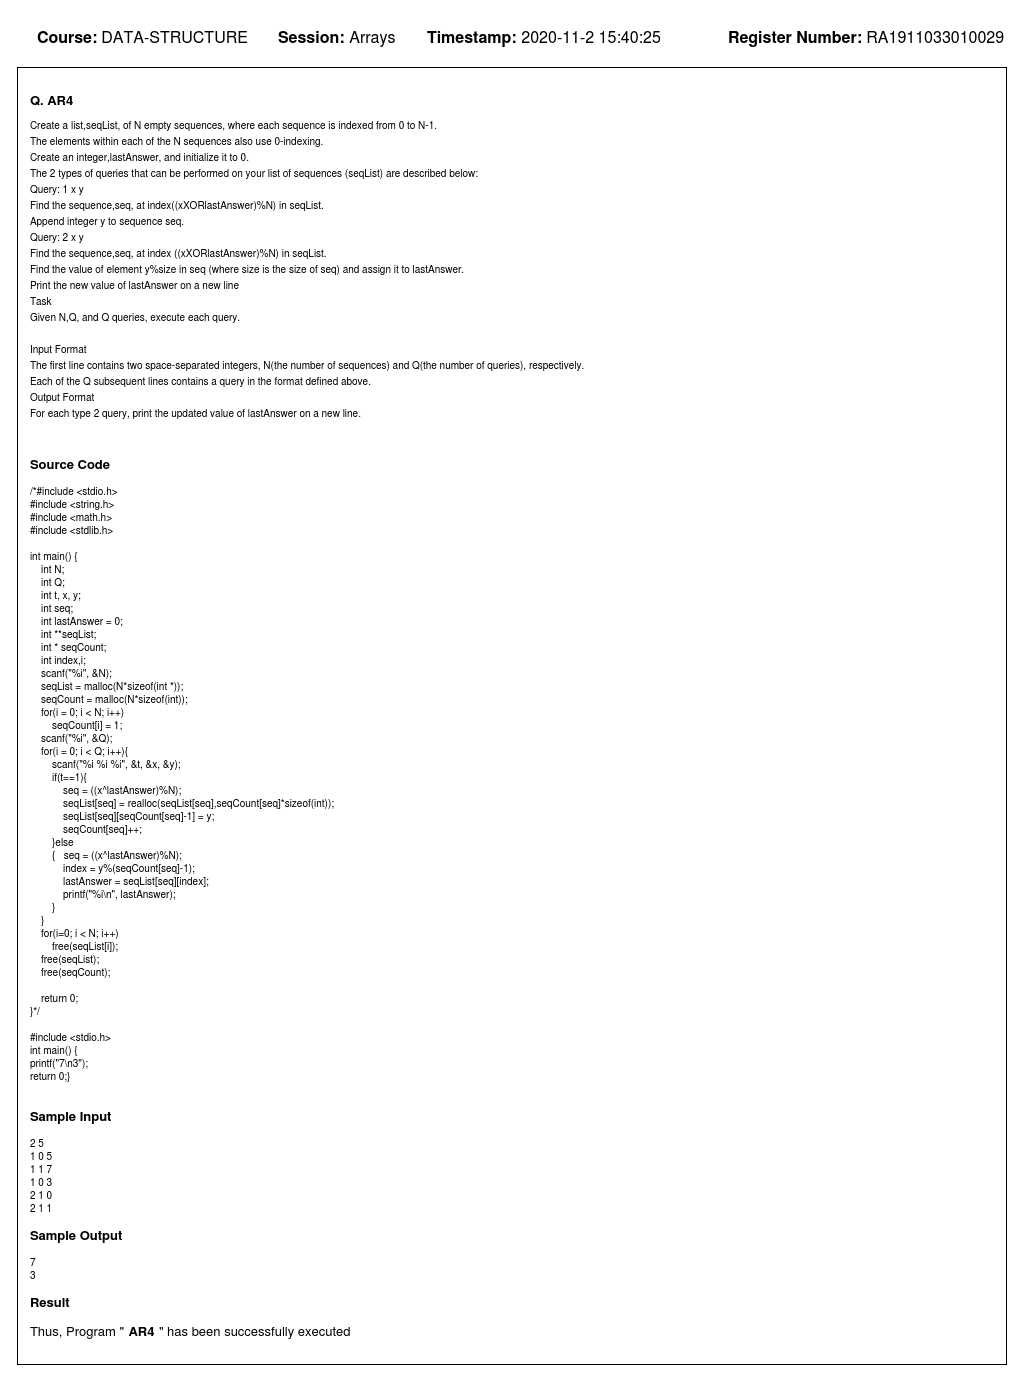 Course: DATA-STRUCTURE Session: Arrays Timestamp: 2020-11-2 15:40:25 Register Number: RA1911033010029
Q. AR4
Create a list,seqList, of N empty sequences, where each sequence is indexed from 0 to N-1.
The elements within each of the N sequences also use 0-indexing.
Create an integer,lastAnswer, and initialize it to 0.
The 2 types of queries that can be performed on your list of sequences (seqList) are described below:
Query: 1 x y
Find the sequence,seq, at index((xXORlastAnswer)%N) in seqList.
Append integer y to sequence seq.
Query: 2 x y
Find the sequence,seq, at index ((xXORlastAnswer)%N) in seqList.
Find the value of element y%size in seq (where size is the size of seq) and assign it to lastAnswer.
Print the new value of lastAnswer on a new line
Task
Given N,Q, and Q queries, execute each query.
Input Format
The first line contains two space-separated integers, N(the number of sequences) and Q(the number of queries), respectively.
Each of the Q subsequent lines contains a query in the format defined above.
Output Format
For each type 2 query, print the updated value of lastAnswer on a new line.
Source Code
/*#include <stdio.h>
#include <string.h>
#include <math.h>
#include <stdlib.h>
int main() {
int N;
int Q;
int t, x, y;
int seq;
int lastAnswer = 0;
int **seqList;
int * seqCount;
int index,i;
scanf("%i", &N);
seqList = malloc(N*sizeof(int *));
seqCount = malloc(N*sizeof(int));
for(i = 0; i < N; i++)
seqCount[i] = 1;
scanf("%i", &Q);
for(i = 0; i < Q; i++){
scanf("%i %i %i", &t, &x, &y);
if(t==1){
seq = ((x^lastAnswer)%N);
seqList[seq] = realloc(seqList[seq],seqCount[seq]*sizeof(int));
seqList[seq][seqCount[seq]-1] = y;
seqCount[seq]++;
}else
{ seq = ((x^lastAnswer)%N);
index = y%(seqCount[seq]-1);
lastAnswer = seqList[seq][index];
printf("%i\n", lastAnswer);
}
}
for(i=0; i < N; i++)
free(seqList[i]);
free(seqList);
free(seqCount);
return 0;
}*/
#include <stdio.h>
int main() {
printf("7\n3");
return 0;}
Sample Input
2 5
1 0 5
1 1 7
1 0 3
2 1 0
2 1 1
Sample Output
7
3
Result
Thus, Program " AR4 " has been successfully executed